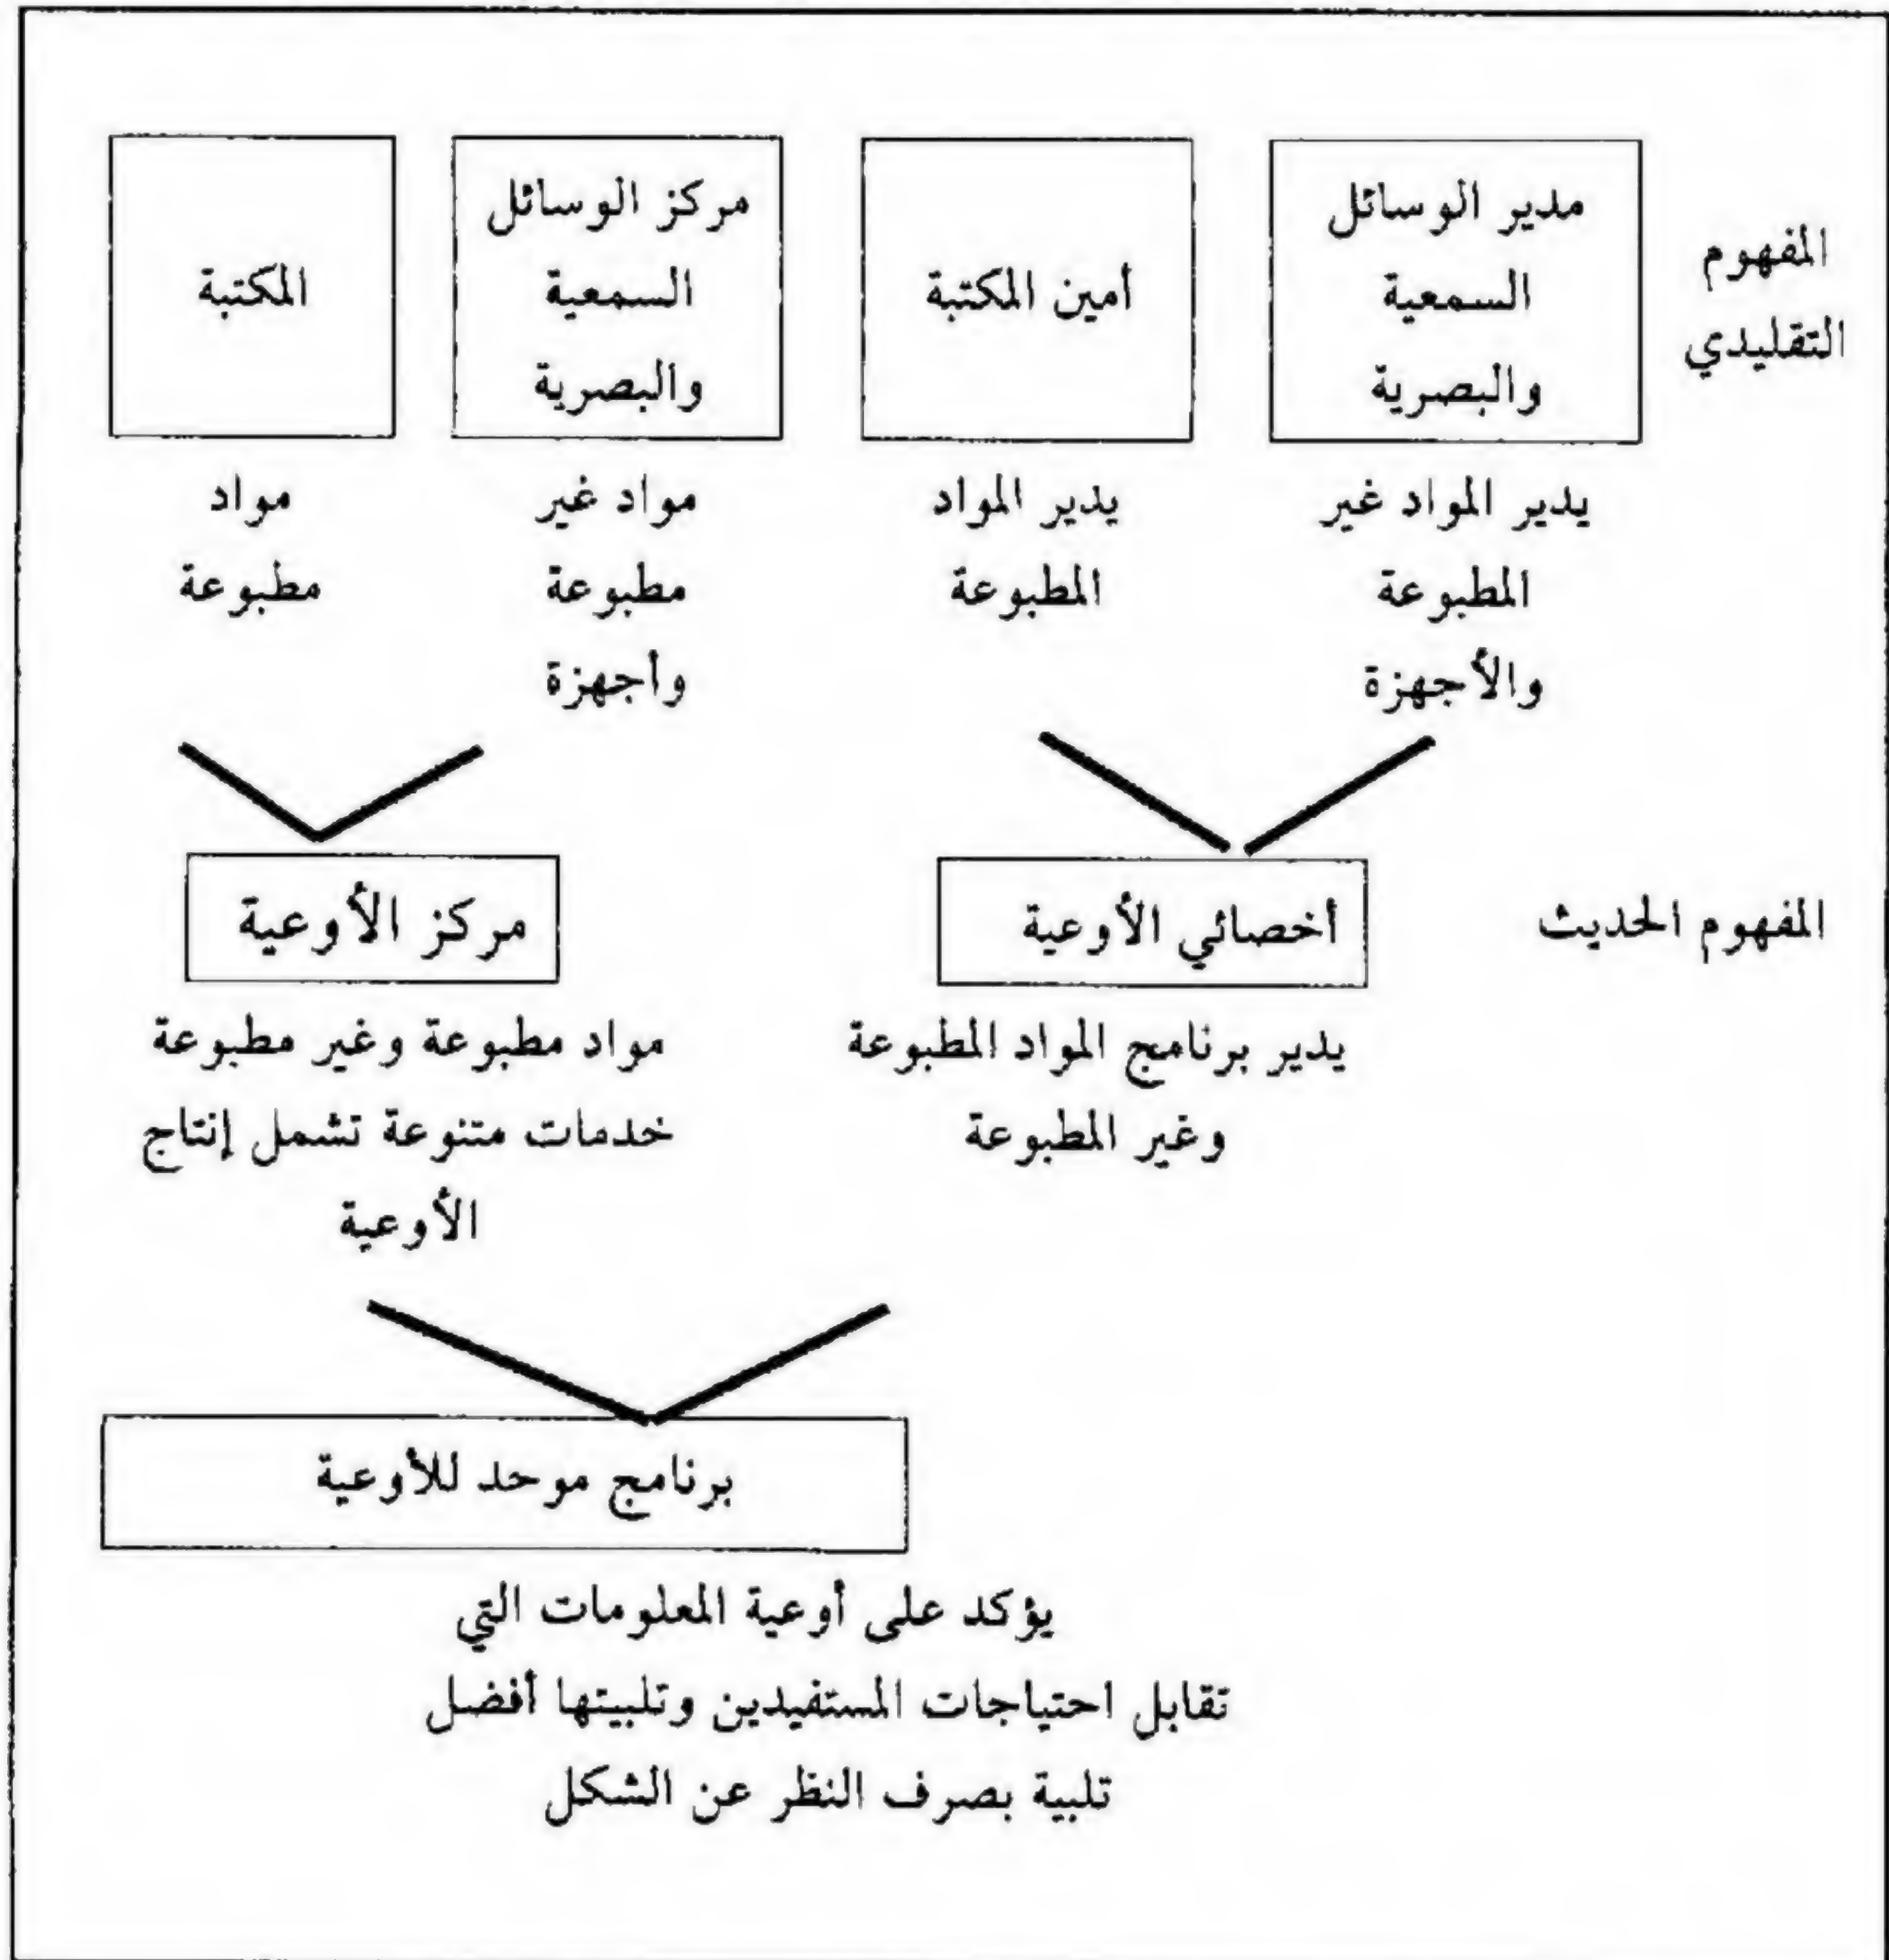 المفهوم
التقليدي
مدير الوسائل
السمعية
والبصرية
أمين المكتبة
مركز الوسائل
السمعية
والبصرية
المكتبة
يدير المواد غير
المطبوعة
والأجهزة
يدير المواد
المطبوعة
مواد غير
مطبوعة
وأجهزة
مواد
مطبوعة
المفهوم الحديث
أخصائي الأوعية
مركز الأوعية
يدير برنامج المواد المطبوعة
وغير المطبوعة
مواد مطبوعة وغير مطبوعة
خدمات متنوعة تشمل إنتاج
الأوعية
برنامج موحد للأوعية
يؤكد على أوعية المعلومات التي
تقابل احتياجات المستفيدين وتلبيتها أفضل
تلبية بصرف النظر عن الشكل